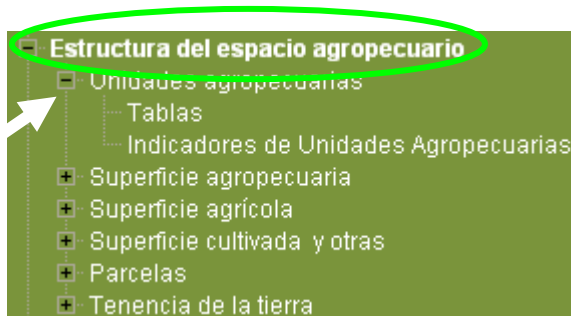 Estructura del espacio agropecuario
Unidades agropecuarias
Tablas
Indicadores de Unidades Agropecuarias
Superficie agropecuaria
Superficie agrícola
Superficie cultivada y otras
Parcelas
Tenencia de la tierra